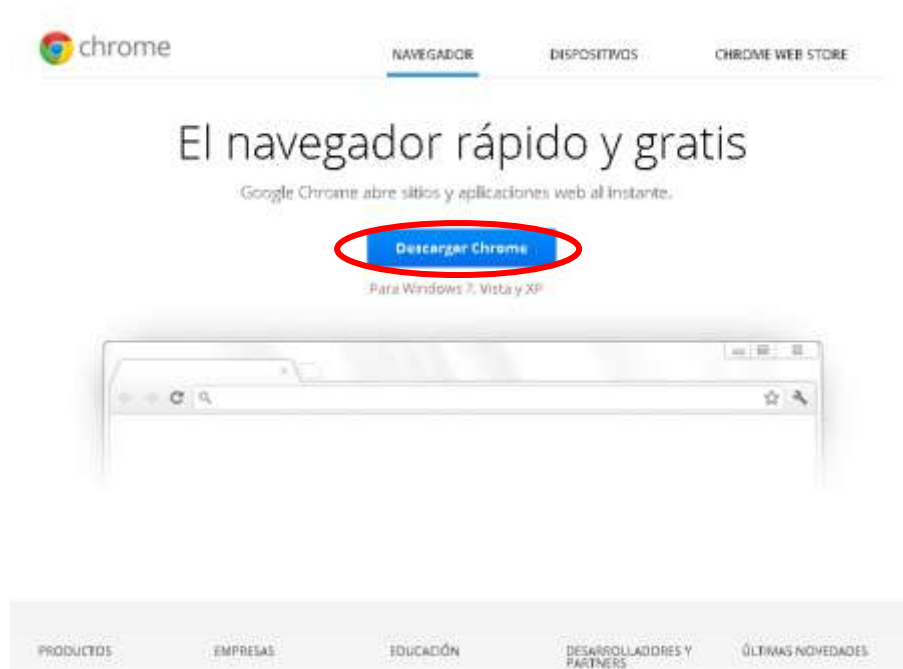 chrome
NAVEGADOR
DISPOSITIVOS
CHROME WEB STORE
El navegador rápido y gratis
Google Chrome abre sitios y aplicaciones web al instante.
Descargar Chrome
Para Windows 7, Vista y XP
PRODUCTOS
EMPRESAS
EDUCACIÓN
DESARROLLADORES Y
PARTNERS
ÚLTIMAS NOVEDADES